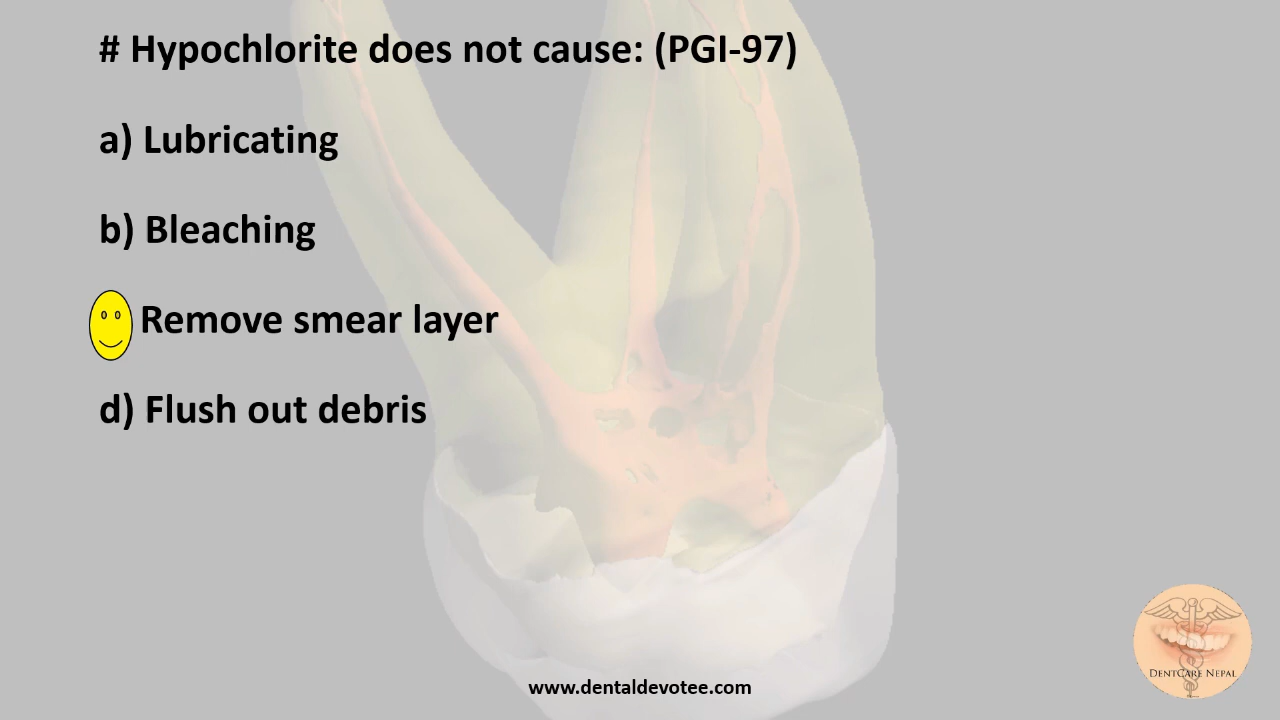 # Hypochlorite does not cause: (PGI-97)
a) Lubricating
b) Bleaching
Remove smear layer
d) Flush out debris
DENTCARE NEPAL
www.dentaldevotee.com